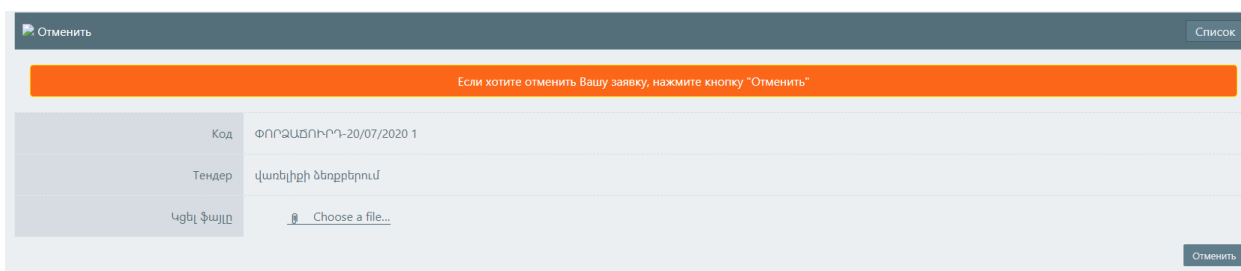 Отменить
Список
Если хотите отменить Вашу заявку, нажмите кнопку "Отменить"
Код ՓՈՐՁԱՃՈՒՐԴ-20/07/2020 1
Тендер վառելիքի ձեռքբերում
Կցել ֆայլը Choose a file...
Отменить